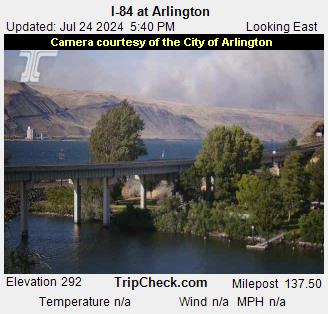 I-84 at Arlington
Updated: Jul 24 2024 5:40 PM Looking East
Camera courtesy of the City of Arlington
Elevation 292 TripCheck.com Milepost 137.50
Temperature n/a Wind n/a MPH n/a